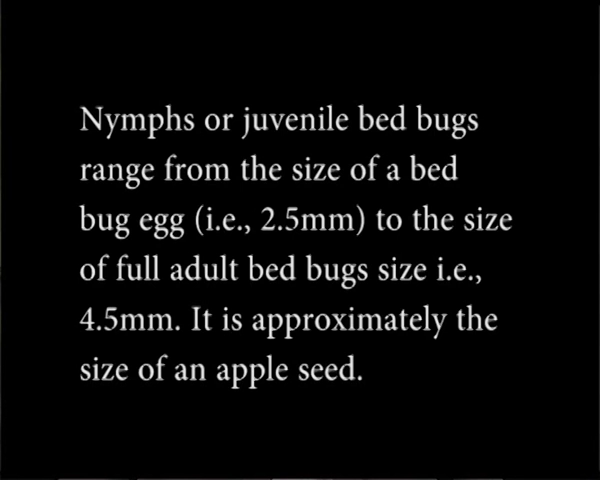 Nymphs or juvenile bed bugs
range from the size of a bed
bug egg (i.e., 2.5mm) to the size
of full adult bed bugs size i.e.,
4.5mm. It is approximately the
size of an apple seed.